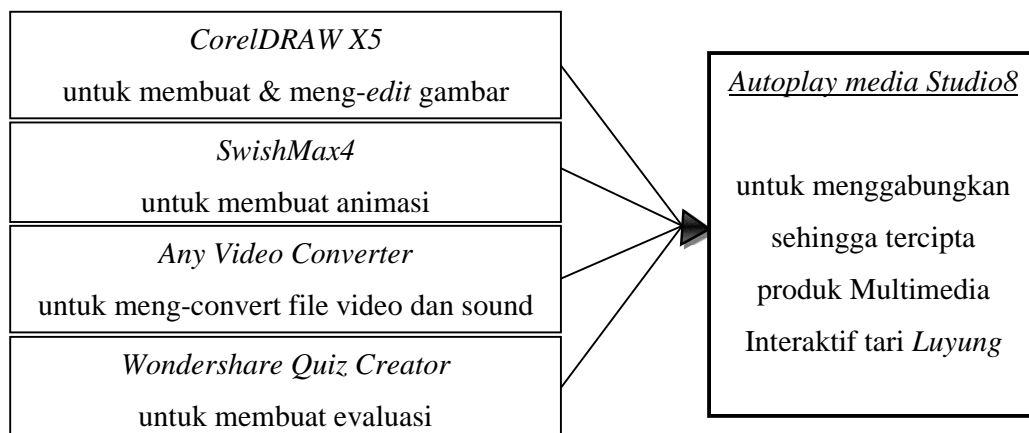 CorelDRAW X5
untuk membuat & meng-edit gambar
SwishMax4
untuk membuat animasi
Any Video Converter
untuk meng-convert file video dan sound
Wondershare Quiz Creator
untuk membuat evaluasi
Autoplay media Studio8
untuk menggabungkan
sehingga tercipta
produk Multimedia
Interaktif tari Luyung